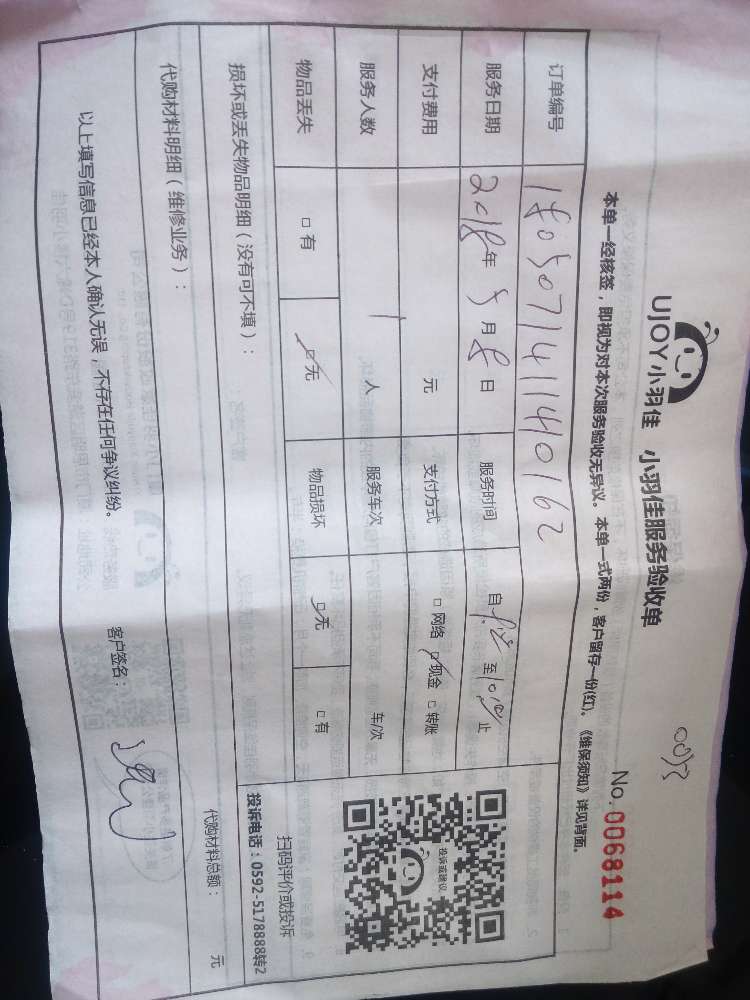 UJOY小羽佳 小羽佳服务验收单
No. 0068114
本单一经核签，即视为对本次服务验收无异议。本单一式两份，客户留存一份(红)。《维保须知》详见背面。
订单编号 180507141140162
服务日期 2018年5月8日 服务时间 自 至 止
支付费用 元 支付方式 □网络 □现金 □转账
服务人数 1 人 服务车次 车/次
物品丢失 □有 □无 物品损坏 □无 □有
投诉或建议
扫码评价或投诉
投诉电话：0592-5178888转2
损坏或丢失物品明细（没有可不填）：
代购材料明细（维修业务）： 代购材料总额： 元
以上填写信息已经本人确认无误，不存在任何争议纠纷。 客户签名：